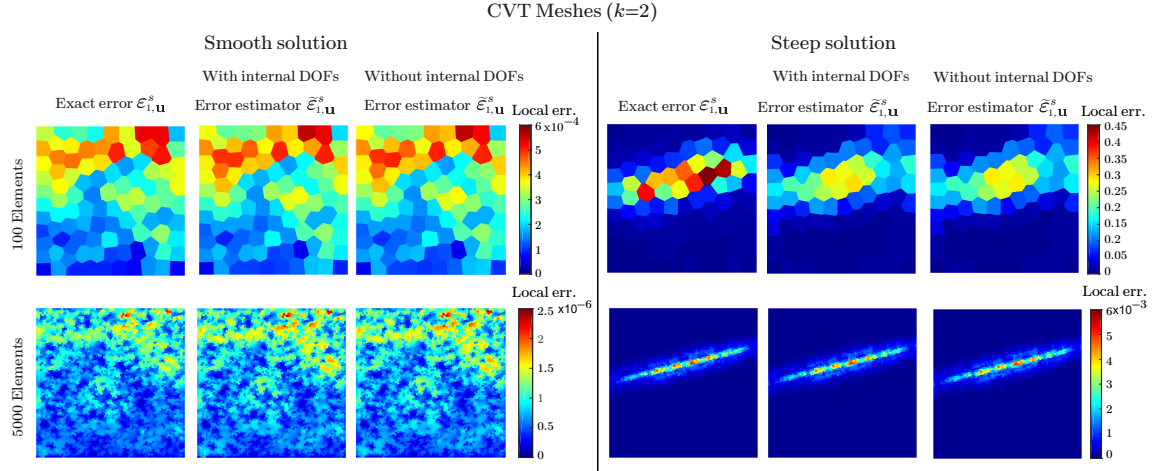 CVT Meshes (k=2)
Smooth solution
Steep solution
With internal DOFs
Without internal DOFs
With internal DOFs
Without internal DOFs
Exact error ε^s_{1,u}
Error estimator ε̃^s_{1,u}
Error estimator ε̃^s_{1,u}
Local err.
Exact error ε^s_{1,u}
Error estimator ε̃^s_{1,u}
Error estimator ε̃^s_{1,u}
Local err.
100 Elements
6 x10⁻⁴
5
4
3
2
1
0
0.45
0.4
0.35
0.3
0.25
0.2
0.15
0.1
0.05
0
5000 Elements
Local err.
2.5 x10⁻⁶
2
1.5
1
0.5
0
Local err.
6x10⁻³
5
4
3
2
1
0